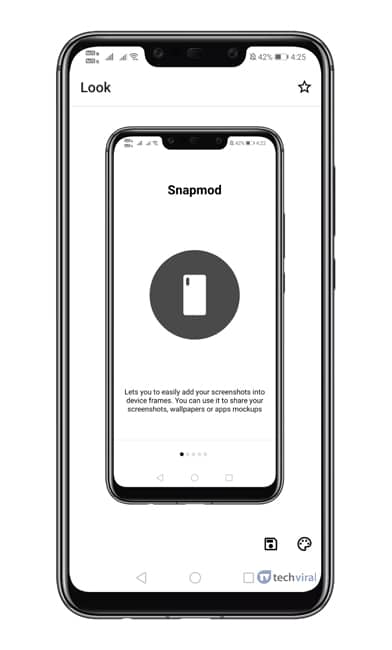 42% 4:25
Look
42% 4:22
Snapmod
Lets you to easily add your screenshots into
device frames. You can use it to share your
screenshots, wallpapers or apps mockups
techviral